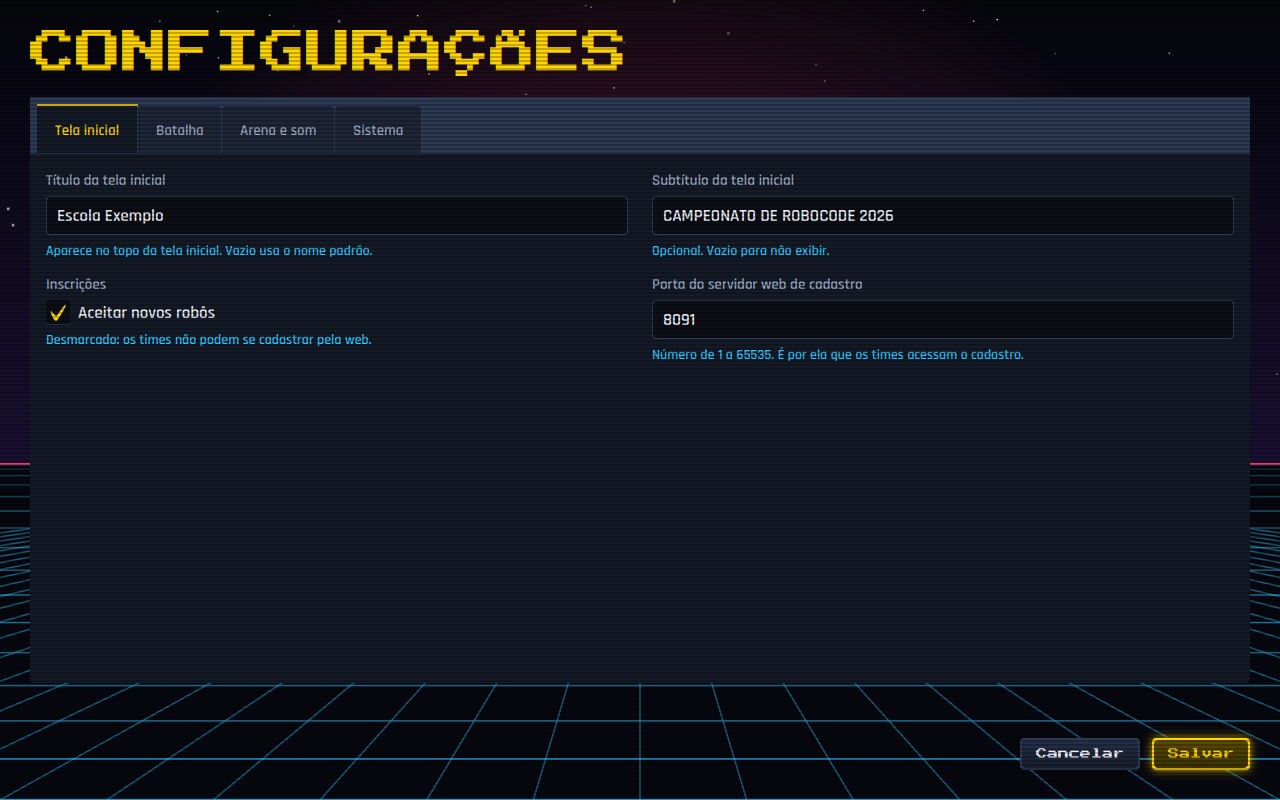 CONFIGURAÇÕES
Tela inicial
Batalha
Arena e som
Sistema
Título da tela inicial
Subtítulo da tela inicial
Escola Exemplo
CAMPEONATO DE ROBOCODE 2026
Aparece no topo da tela inicial. Vazio usa o nome padrão.
Opcional. Vazio para não exibir.
Inscrições
Porta do servidor web de cadastro
Aceitar novos robôs
8091
Desmarcado: os times não podem se cadastrar pela web.
Número de 1 a 65535. É por ela que os times acessam o cadastro.
Cancelar
Salvar